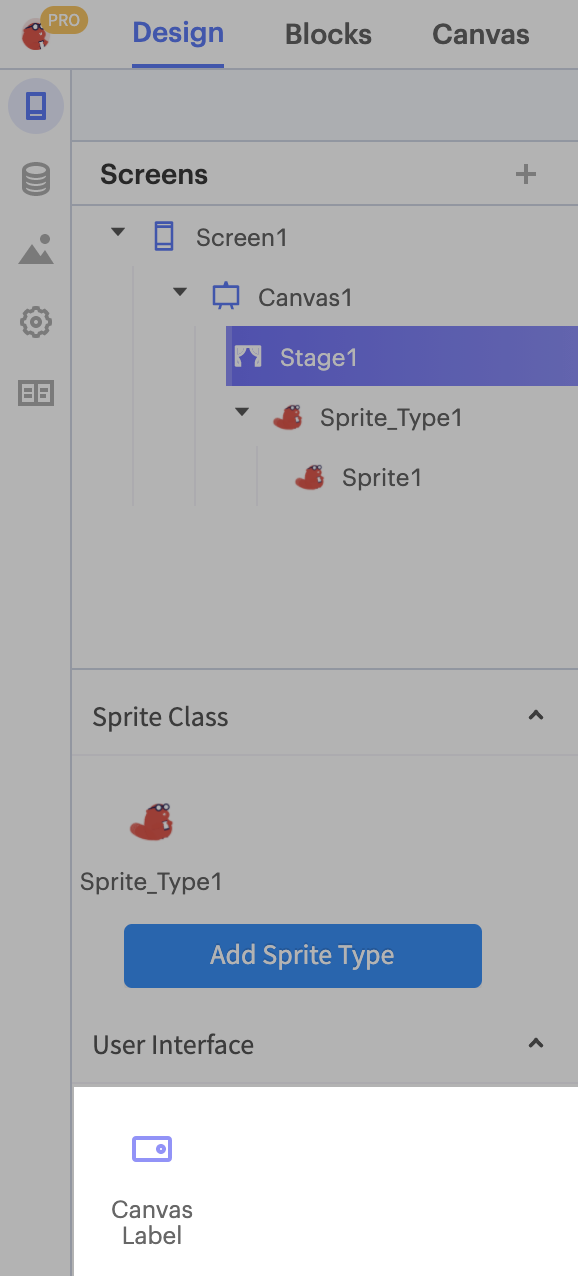 PRO
Design Blocks Canvas
Screens
Screen1
Canvas1
Stage1
Sprite_Type1
Sprite1
Sprite Class
Sprite_Type1
Add Sprite Type
User Interface
Canvas
Label